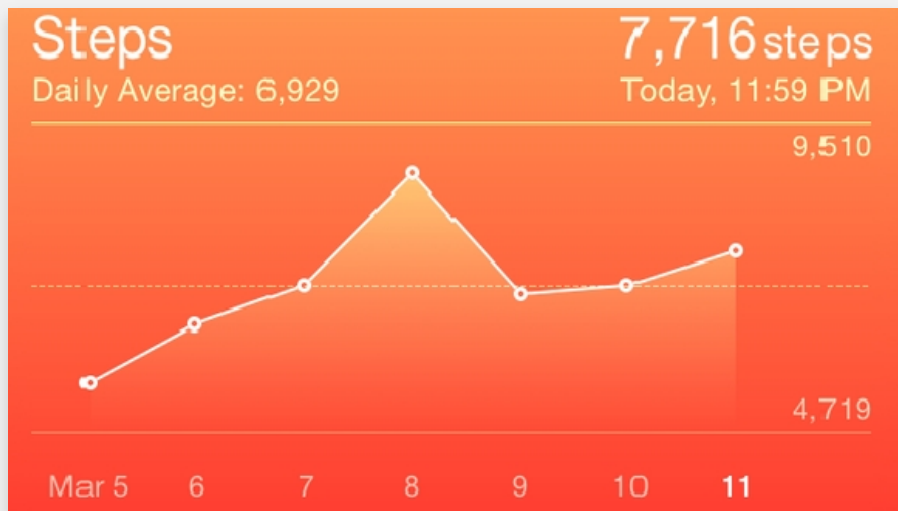 Steps
7,716 steps
Daily Average: 6,929
Today, 11:59 PM
9,510
4,719
Mar 5 6 7 8 9 10 11